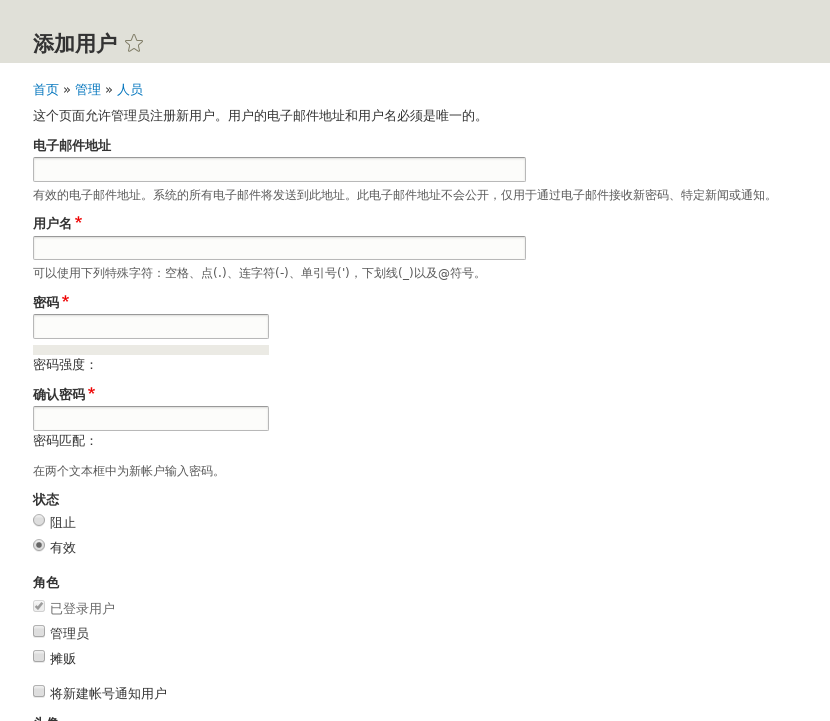 添加用户
首页 » 管理 » 人员
这个页面允许管理员注册新用户。用户的电子邮件地址和用户名必须是唯一的。
电子邮件地址
有效的电子邮件地址。系统的所有电子邮件将发送到此地址。此电子邮件地址不会公开，仅用于通过电子邮件接收新密码、特定新闻或通知。
用户名 *
可以使用下列特殊字符：空格、点(.)、连字符(-)、单引号(')，下划线(_)以及@符号。
密码 *
密码强度：
确认密码 *
密码匹配：
在两个文本框中为新帐户输入密码。
状态
阻止
有效
角色
已登录用户
管理员
摊贩
将新建帐号通知用户